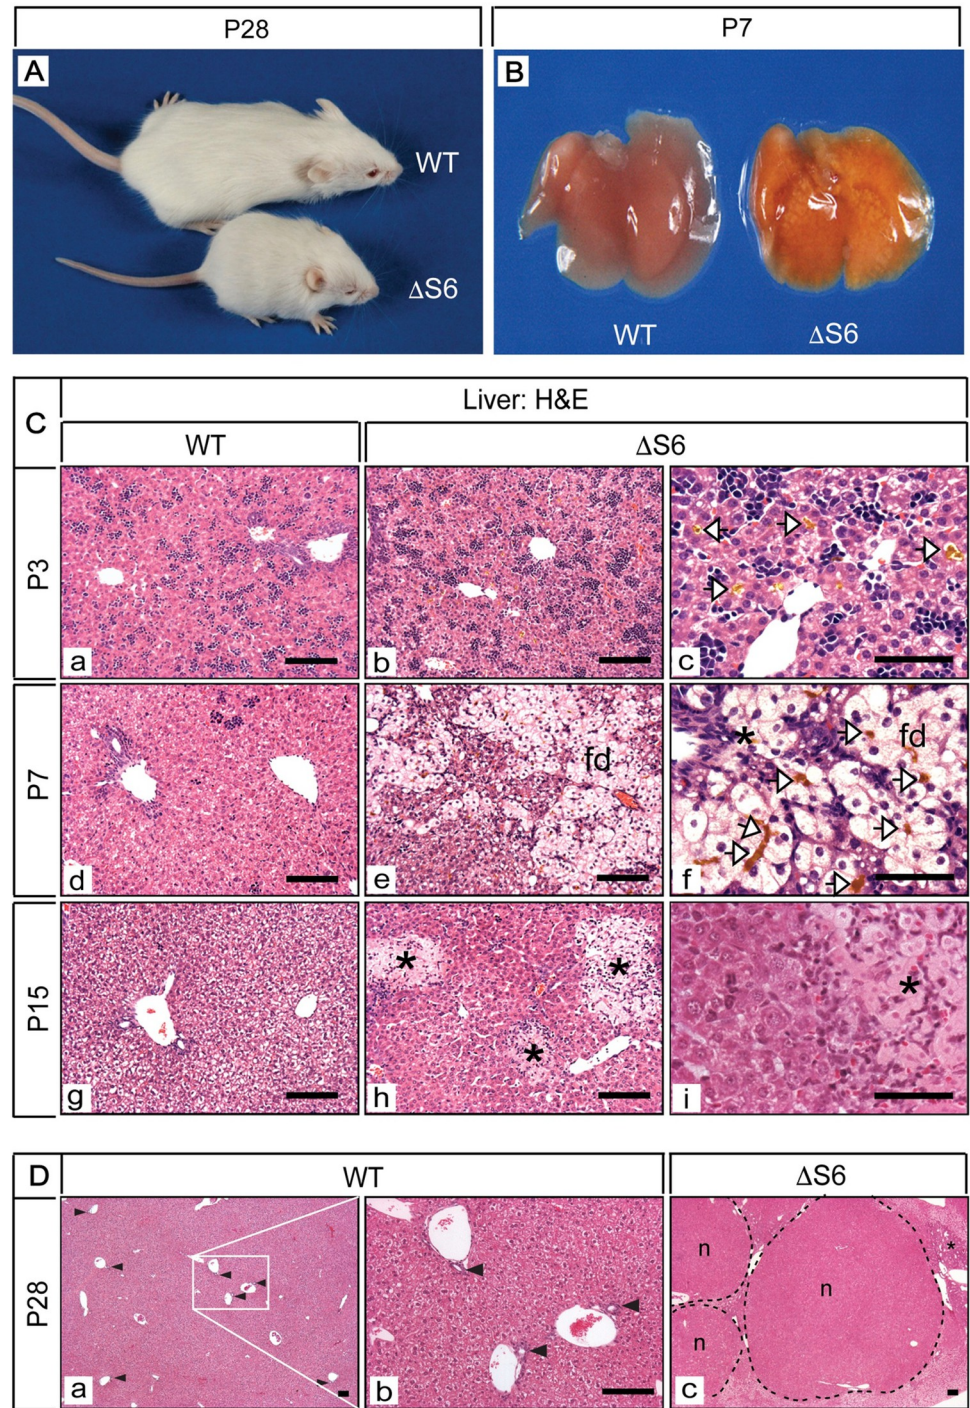 P28
P7
A
WT
ΔS6
B
WT
ΔS6
C
Liver: H&E
WT
ΔS6
P3
a
b
c
P7
d
fd
e
*
fd
f
P15
g
*
*
*
h
*
i
D
WT
ΔS6
P28
a
b
n
n
n
*
c